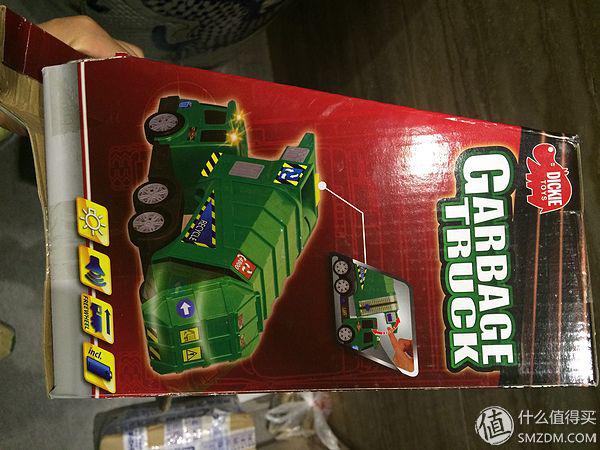 DICKIE
TOYS
GARBAGE
TRUCK
RECYCLE
FREEWHEEL
incl.
值 什么值得买
SMZDM.COM